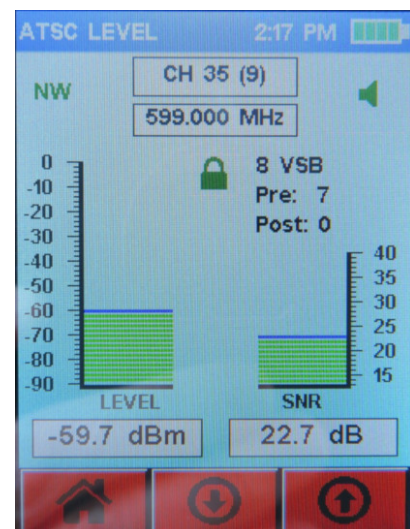 ATSC LEVEL 2:17 PM
CH 35 (9)
NW
599.000 MHz
8 VSB
Pre: 7
Post: 0
0
-10
-20
-30
-40
-50
-60
-70
-80
-90
40
35
30
25
20
15
LEVEL
SNR
-59.7 dBm
22.7 dB